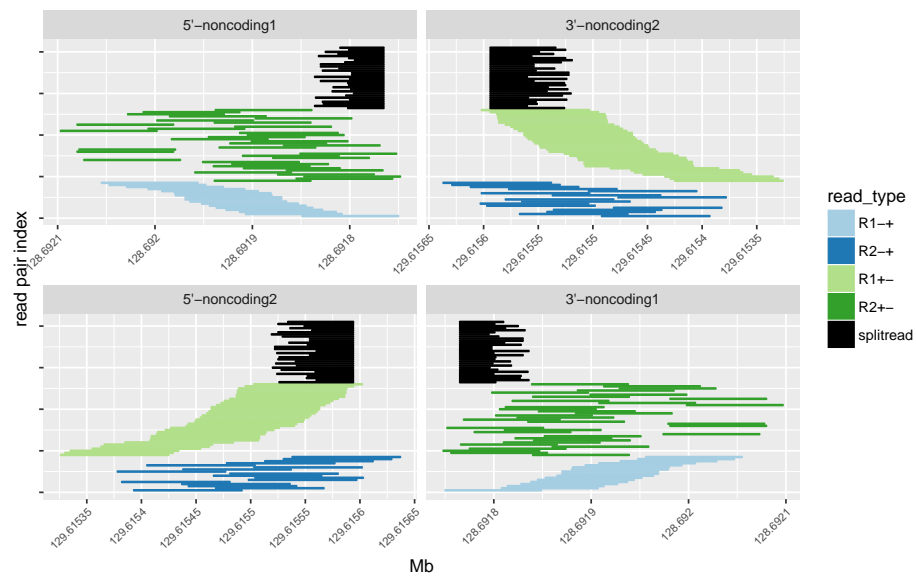 5'−noncoding1
3'−noncoding2
128.6921
128.692
128.6919
128.6918
129.61565
129.6156
129.61555
129.6155
129.61545
129.6154
129.61535
5'−noncoding2
3'−noncoding1
129.61535
129.6154
129.61545
129.6155
129.61555
129.6156
129.61565
128.6918
128.6919
128.692
128.6921
read pair index
Mb
read_type
R1−+
R2−+
R1+−
R2+−
splitread